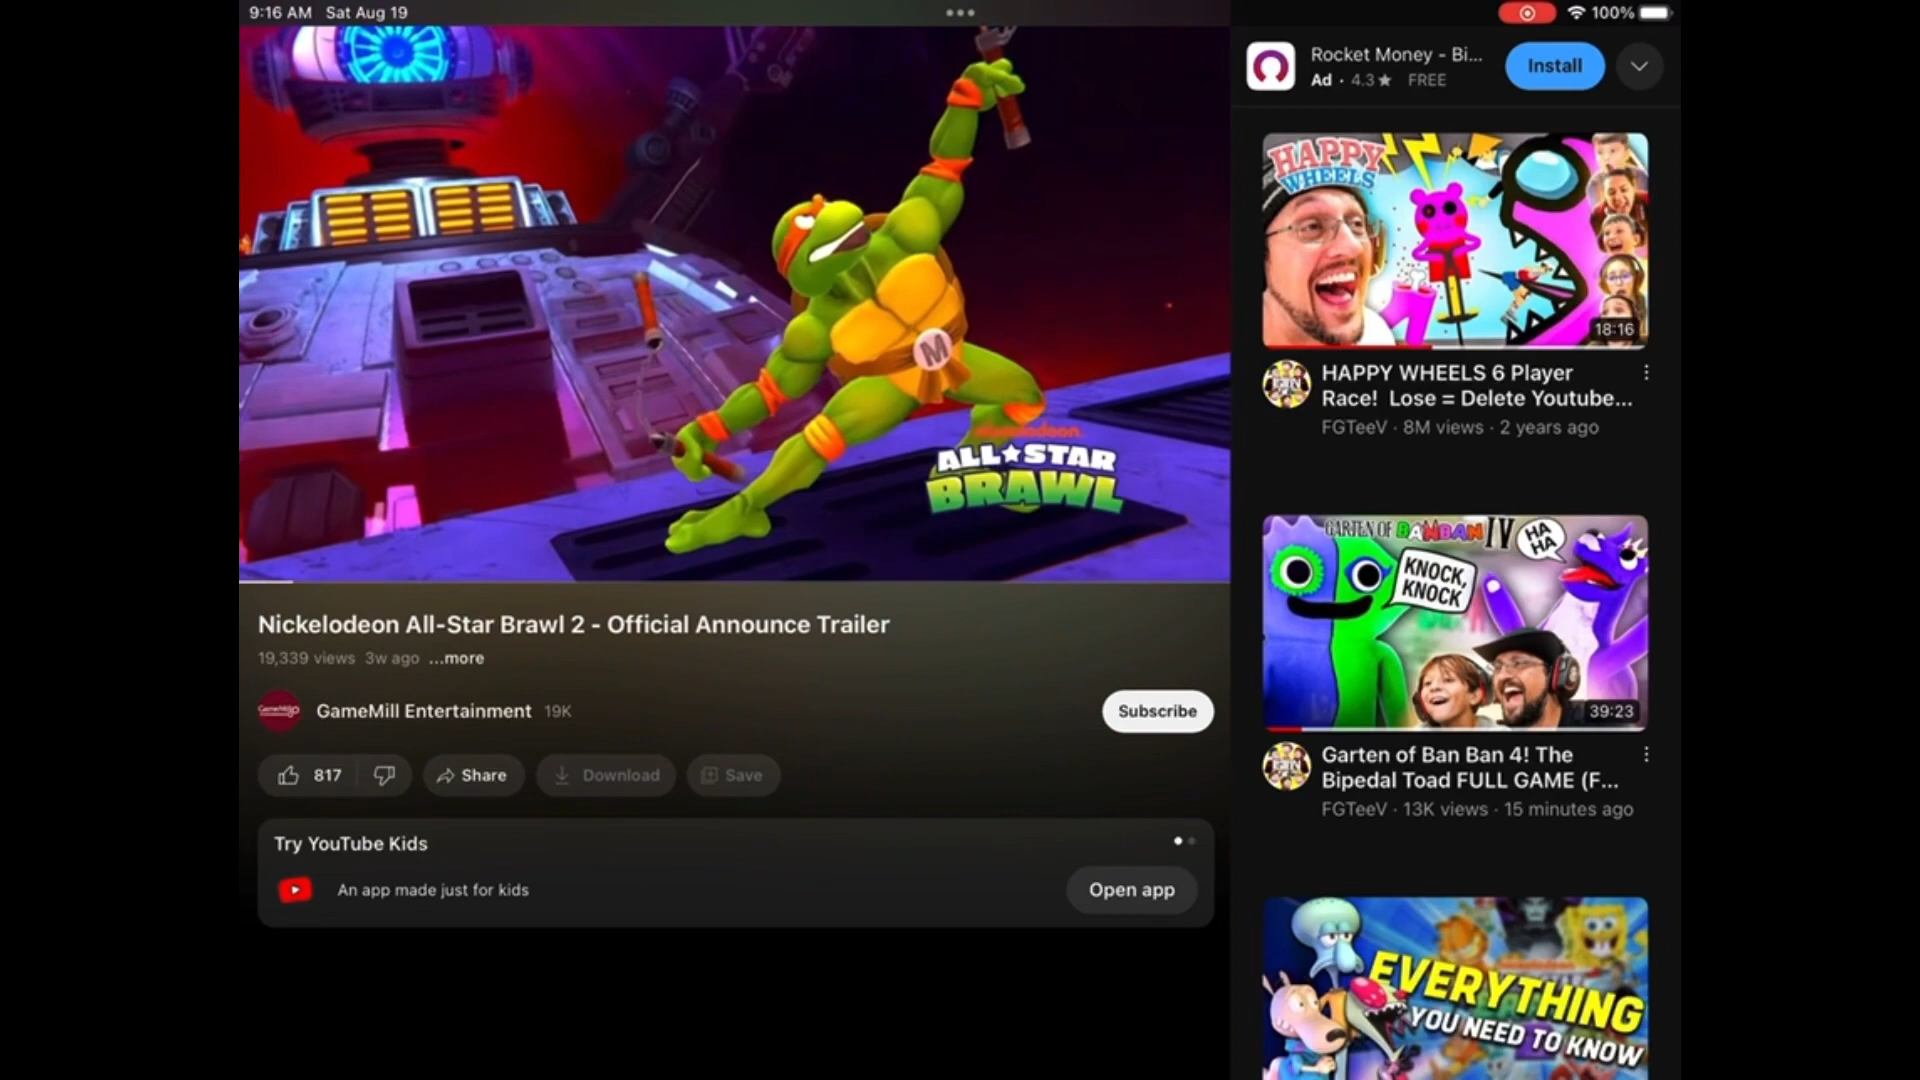 9:16 AM Sat Aug 19
100%
M
nickelodeon
ALL★STAR
BRAWL
Nickelodeon All-Star Brawl 2 - Official Announce Trailer
19,339 views 3w ago ...more
GameMill Entertainment 19K
Subscribe
817
Share
Download
Save
Try YouTube Kids
An app made just for kids
Open app
Rocket Money - Bi...
Ad · 4.3★ FREE
Install
HAPPY
WHEELS
18:16
HAPPY WHEELS 6 Player
Race! Lose = Delete Youtube...
FGTeeV · 8M views · 2 years ago
GARTEN OF BANBAN IV
HA
HA
KNOCK,
KNOCK
39:23
Garten of Ban Ban 4! The
Bipedal Toad FULL GAME (F...
FGTeeV · 13K views · 15 minutes ago
EVERYTHING
YOU NEED TO KNOW